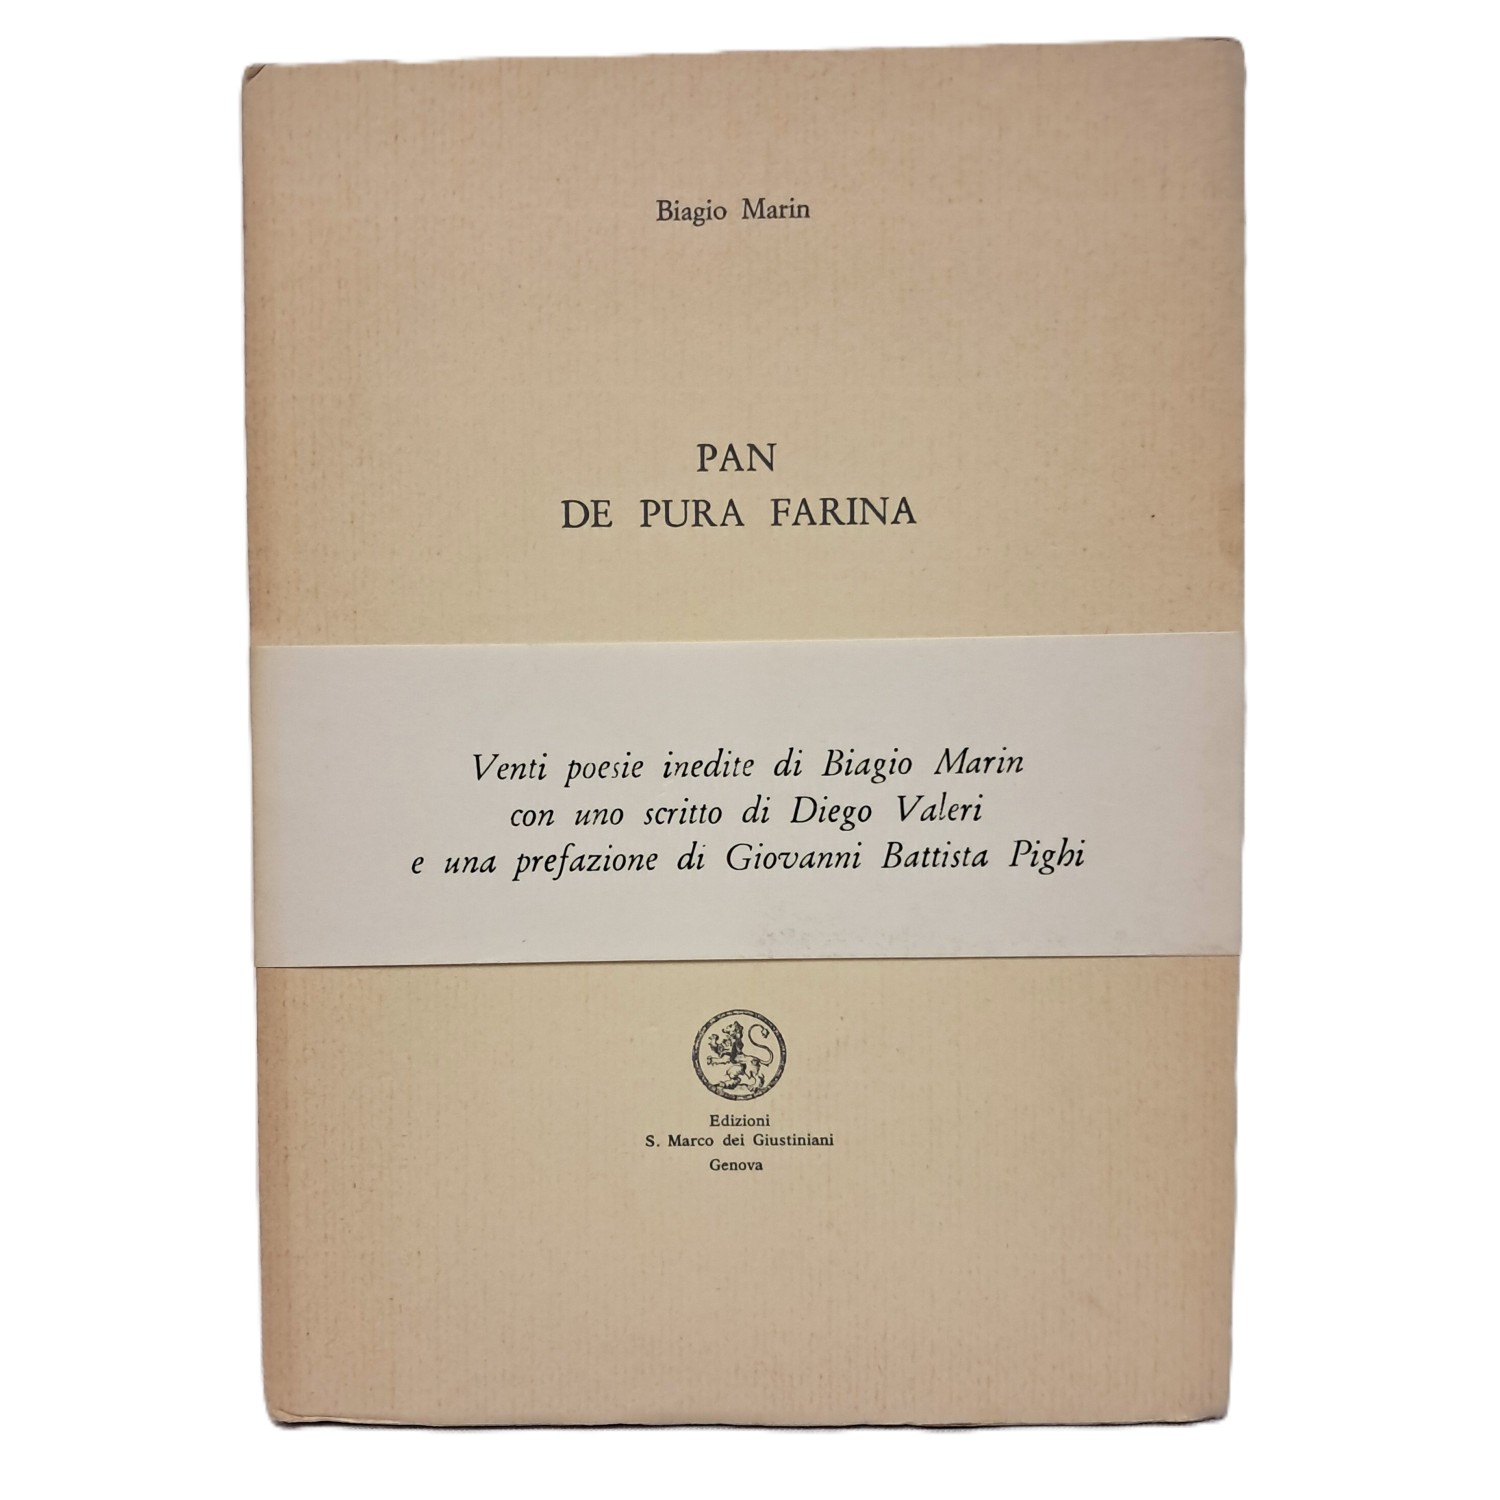 Biagio Marin
PAN
DE PURA FARINA
Venti poesie inedite di Biagio Marin
con uno scritto di Diego Valeri
e una prefazione di Giovanni Battista Pighi
Edizioni
S. Marco dei Giustiniani
Genova